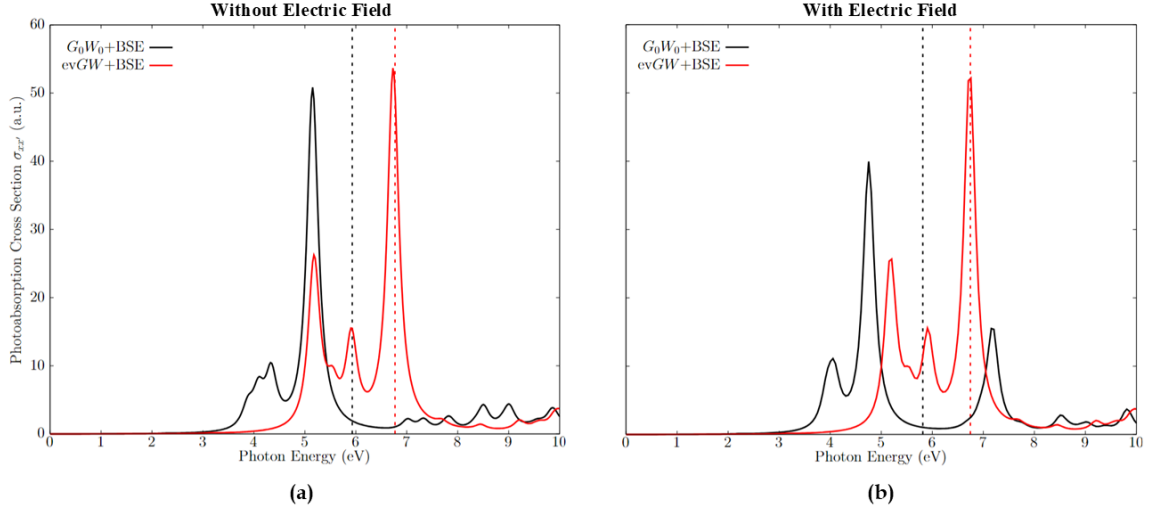 Without Electric Field
60
50
40
30
20
10
0
Photoabsorption Cross Section σxx′ (a.u.)
G0W0+BSE
evGW+BSE
0 1 2 3 4 5 6 7 8 9 10
Photon Energy (eV)
(a)
With Electric Field
G0W0+BSE
evGW+BSE
0 1 2 3 4 5 6 7 8 9 10
Photon Energy (eV)
(b)